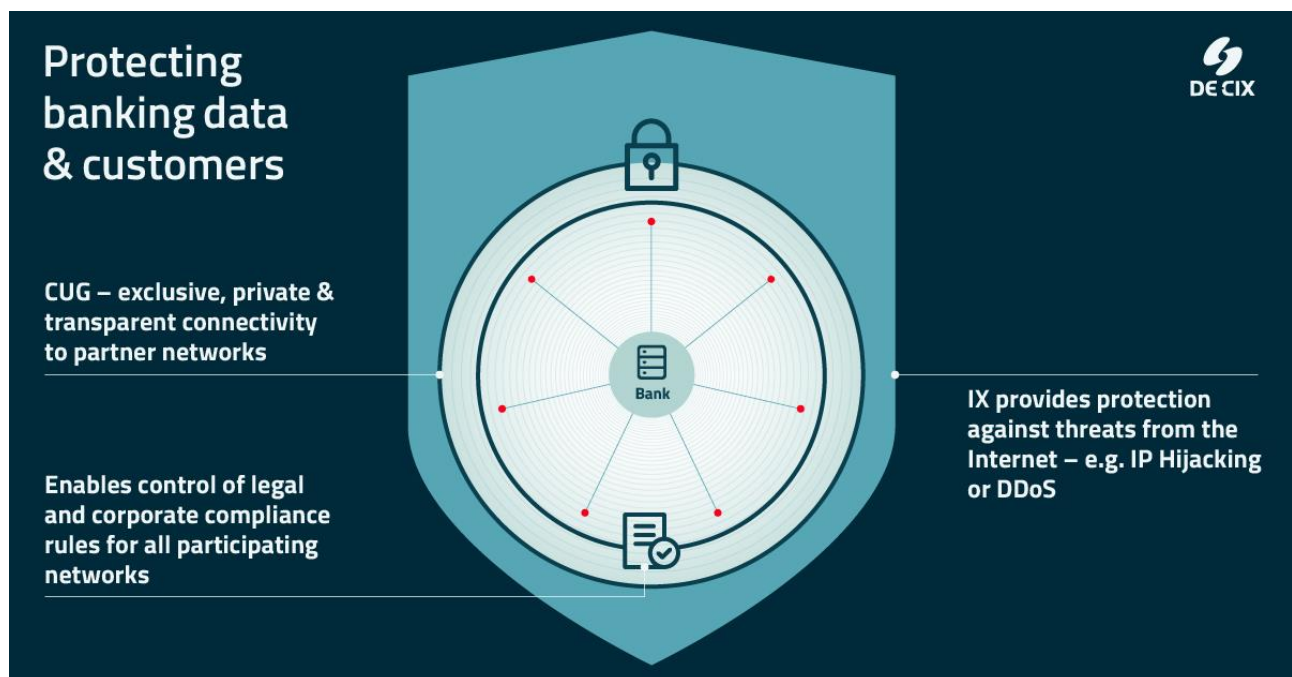 Protecting
banking data
& customers
DE CIX
CUG – exclusive, private &
transparent connectivity
to partner networks
Bank
IX provides protection
against threats from the
Internet – e.g. IP Hijacking
or DDoS
Enables control of legal
and corporate compliance
rules for all participating
networks